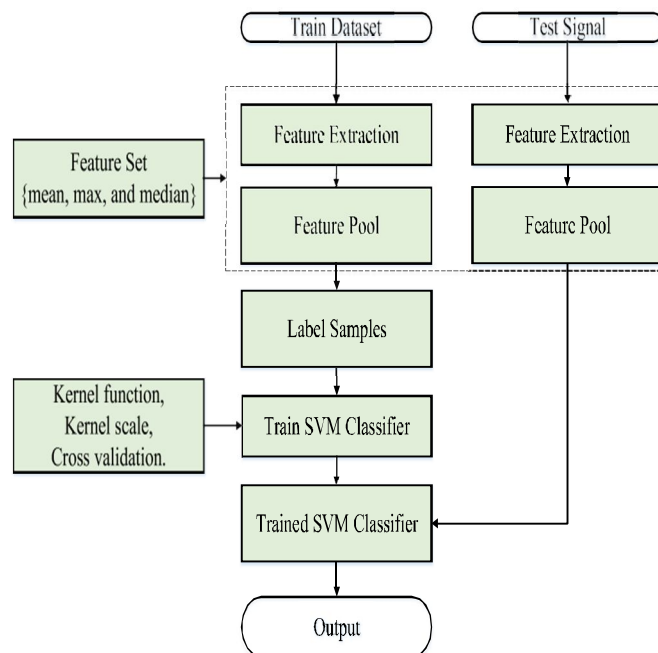 Train Dataset
Test Signal
Feature Extraction
Feature Extraction
Feature Set
{mean, max, and median}
Feature Pool
Feature Pool
Label Samples
Kernel function,
Kernel scale,
Cross validation.
Train SVM Classifier
Trained SVM Classifier
Output